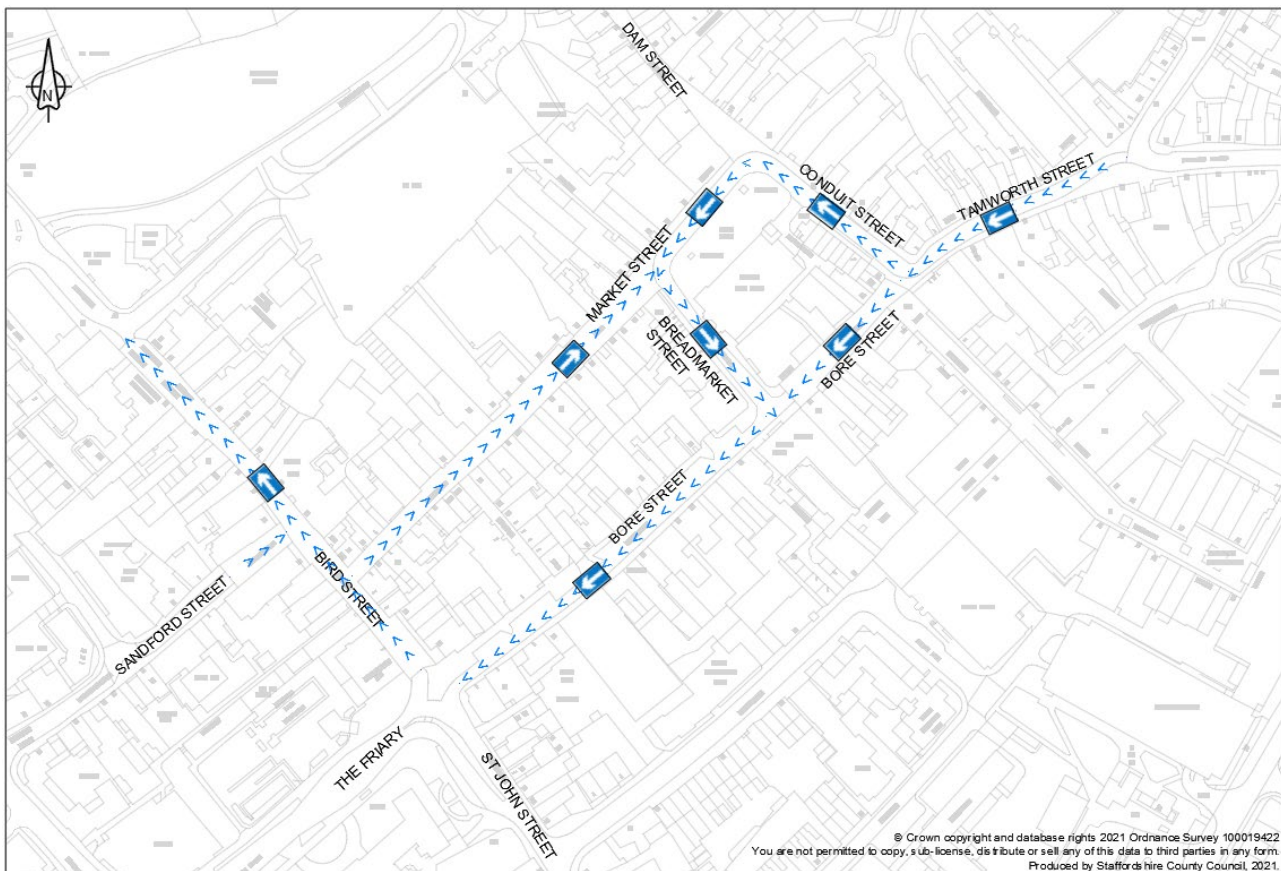 DAM STREET
N
CONDUIT STREET
TAMWORTH STREET
MARKET STREET
BREADMARKET
STREET
BORE STREET
BORE STREET
BIRD STREET
SANDFORD STREET
THE FRIARY
ST JOHN STREET
© Crown copyright and database rights 2021 Ordnance Survey 100019422
You are not permitted to copy, sub-license, distribute or sell any of this data to third parties in any form.
Produced by Staffordshire County Council, 2021.